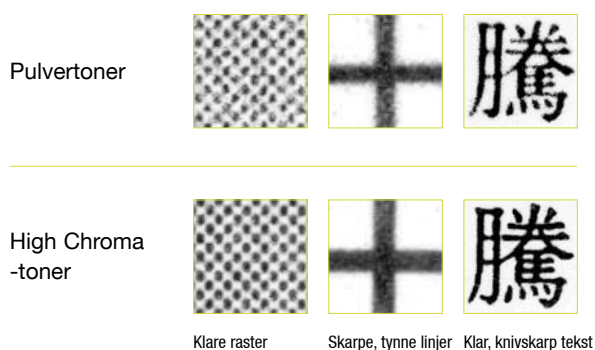 Pulvertoner
騰
High Chroma
-toner
騰
Klare raster
Skarpe, tynne linjer
Klar, knivskarp tekst